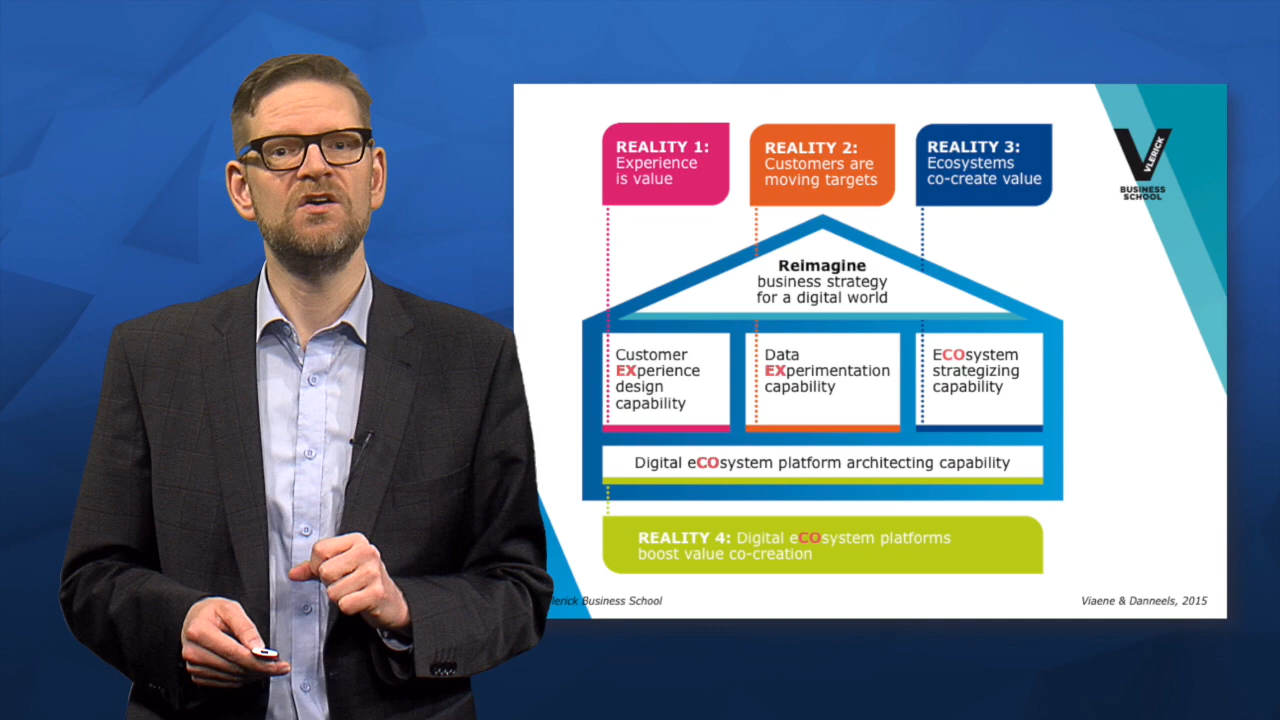 REALITY 1:
Experience
is value
REALITY 2:
Customers are
moving targets
REALITY 3:
Ecosystems
co-create value
VLERICK
BUSINESS
SCHOOL
Reimagine
business strategy
for a digital world
Customer
EXperience
design
capability
Data
EXperimentation
capability
ECOsystem
strategizing
capability
Digital eCOsystem platform architecting capability
REALITY 4: Digital eCOsystem platforms
boost value co-creation
Business School
Viaene & Danneels, 2015